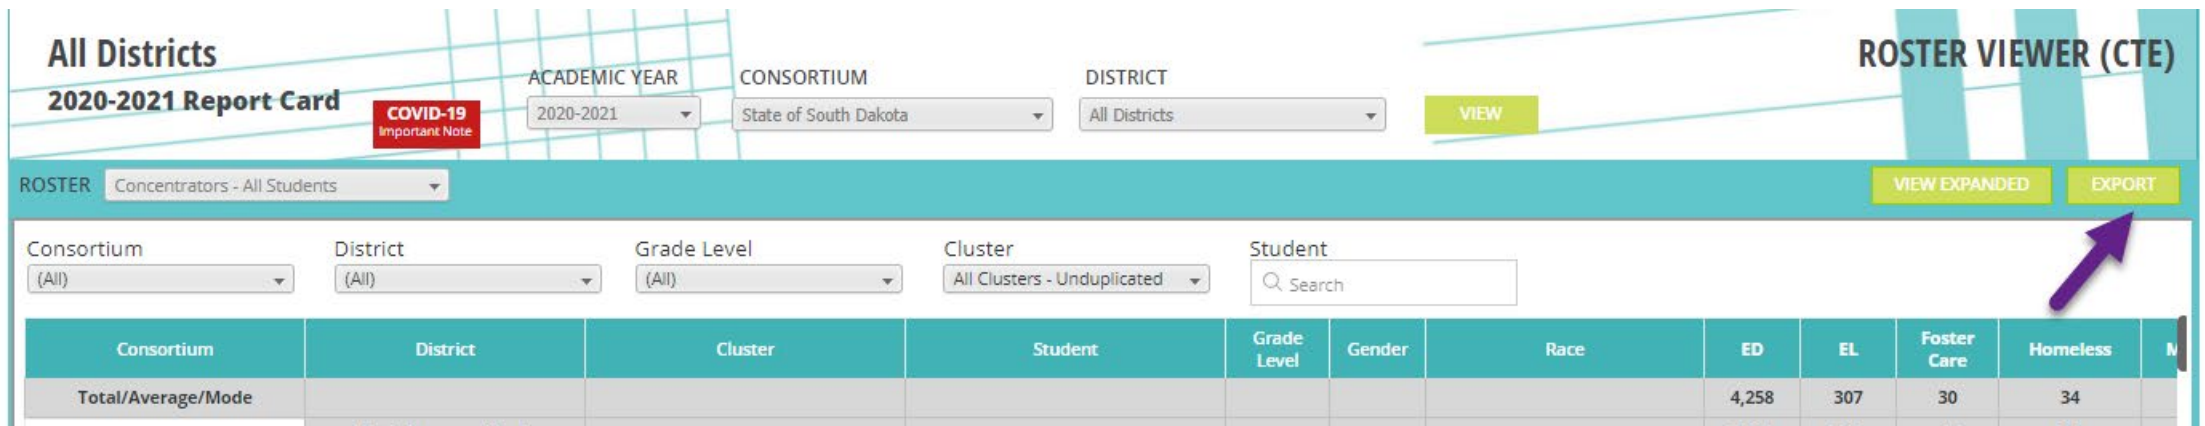 All Districts
2020-2021 Report Card
COVID-19
Important Note
ACADEMIC YEAR
2020-2021
CONSORTIUM
State of South Dakota
DISTRICT
All Districts
VIEW
ROSTER VIEWER (CTE)
ROSTER Concentrators - All Students
VIEW EXPANDED EXPORT
Consortium District Grade Level Cluster Student
(All) (All) (All) All Clusters - Unduplicated Search
Consortium District Cluster Student Grade Level Gender Race ED EL Foster Care Homeless
Total/Average/Mode 4,258 307 30 34